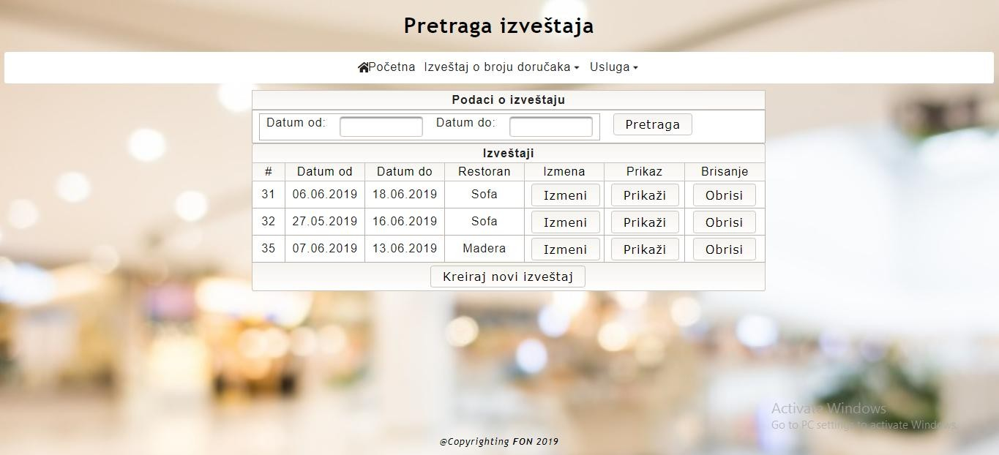 Pretraga izveštaja
Početna Izveštaj o broju doručaka Usluga
Podaci o izveštaju
Datum od: Datum do: Pretraga
Izveštaji
# Datum od Datum do Restoran Izmena Prikaz Brisanje
31 06.06.2019 18.06.2019 Sofa Izmeni Prikaži Obrisi
32 27.05.2019 16.06.2019 Sofa Izmeni Prikaži Obrisi
35 07.06.2019 13.06.2019 Madera Izmeni Prikaži Obrisi
Kreiraj novi izveštaj
Activate Windows
Go to PC settings to activate Windows.
@Copyrighting FON 2019